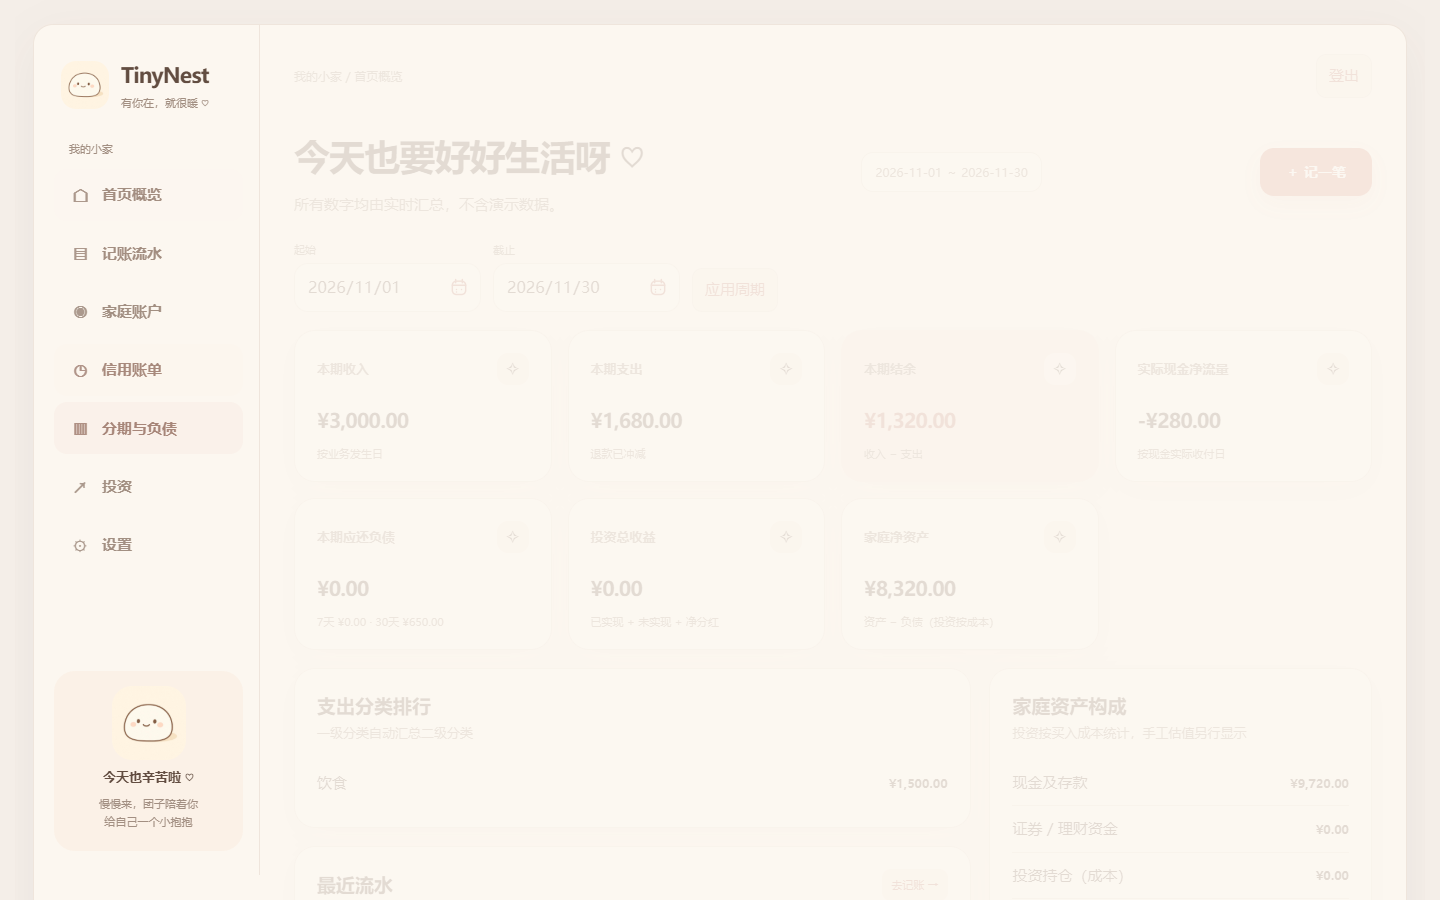 TinyNest
有你在，就很暖 ♡
我的小家
首页概览
记账流水
家庭账户
信用账单
分期与负债
投资
设置
今天也辛苦啦 ♡
慢慢来，团子陪着你
给自己一个小抱抱
我的小家 / 首页概览
登出
今天也要好好生活呀 ♡
所有数字均由实时汇总，不含演示数据。
2026-11-01 ~ 2026-11-30
+ 记一笔
起始
截止
2026/11/01
2026/11/30
应用周期
本期收入
¥3,000.00
按业务发生日
本期支出
¥1,680.00
退款已冲减
本期结余
¥1,320.00
收入 − 支出
实际现金净流量
-¥280.00
按现金实际收付日
本期应还负债
¥0.00
7天 ¥0.00 · 30天 ¥650.00
投资总收益
¥0.00
已实现 + 未实现 + 净分红
家庭净资产
¥8,320.00
资产 − 负债（投资按成本）
支出分类排行
一级分类自动汇总二级分类
饮食
¥1,500.00
家庭资产构成
投资按买入成本统计，手工估值另行显示
现金及存款
¥9,720.00
证券 / 理财资金
¥0.00
投资持仓（成本）
¥0.00
最近流水
去记账 →